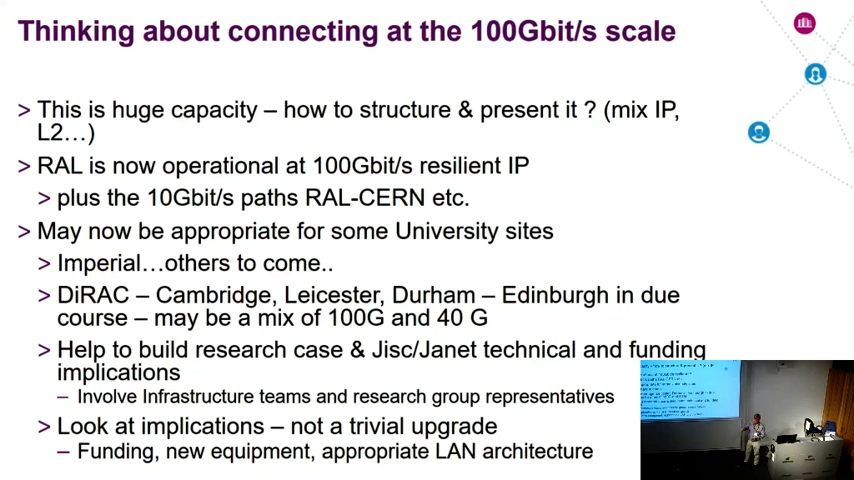 Thinking about connecting at the 100Gbit/s scale
> This is huge capacity – how to structure & present it ? (mix IP,
L2…)
> RAL is now operational at 100Gbit/s resilient IP
> plus the 10Gbit/s paths RAL-CERN etc.
> May now be appropriate for some University sites
> Imperial…others to come..
> DiRAC – Cambridge, Leicester, Durham – Edinburgh in due
course – may be a mix of 100G and 40 G
> Help to build research case & Jisc/Janet technical and funding
implications
– Involve Infrastructure teams and research group representatives
> Look at implications – not a trivial upgrade
– Funding, new equipment, appropriate LAN architecture